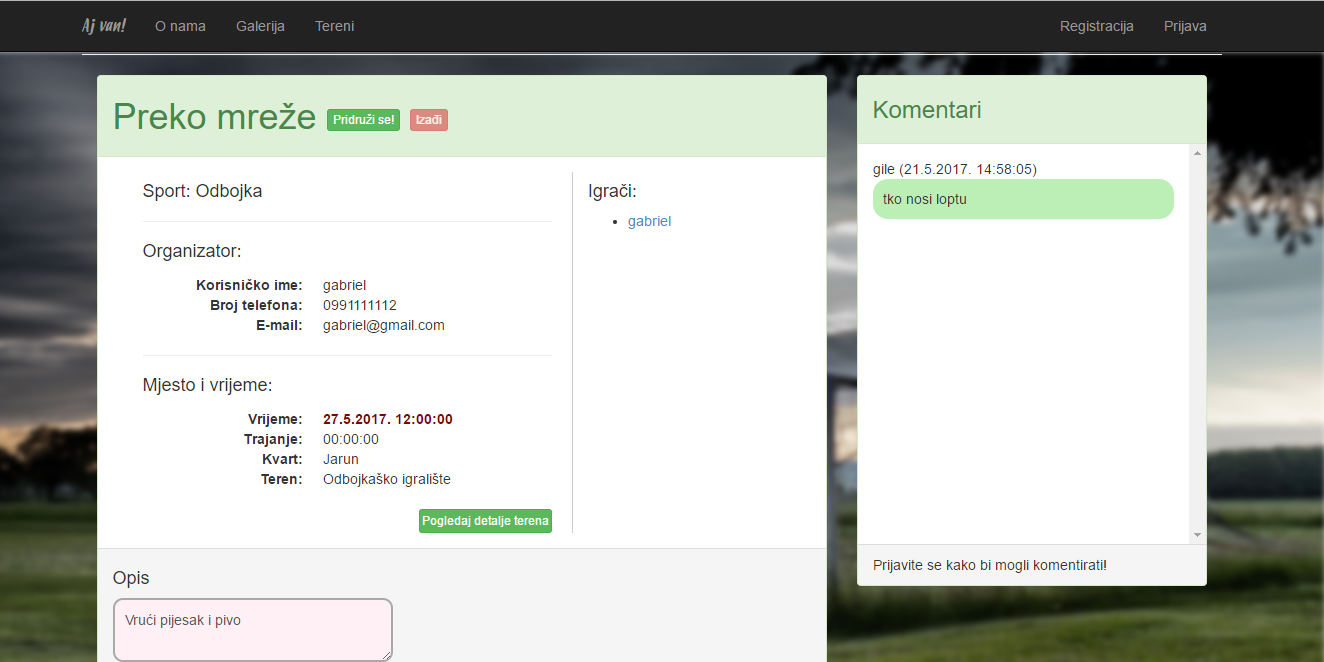 Aj van! O nama Galerija Tereni Registracija Prijava
Preko mreže Pridruži se! Izađi
Sport: Odbojka
Organizator:
Korisničko ime: gabriel
Broj telefona: 0991111112
E-mail: gabriel@gmail.com
Mjesto i vrijeme:
Vrijeme: 27.5.2017. 12:00:00
Trajanje: 00:00:00
Kvart: Jarun
Teren: Odbojkaško igralište
Pogledaj detalje terena
Igrači:
gabriel
Opis
Vrući pijesak i pivo
Komentari
gile (21.5.2017. 14:58:05)
tko nosi loptu
Prijavite se kako bi mogli komentirati!